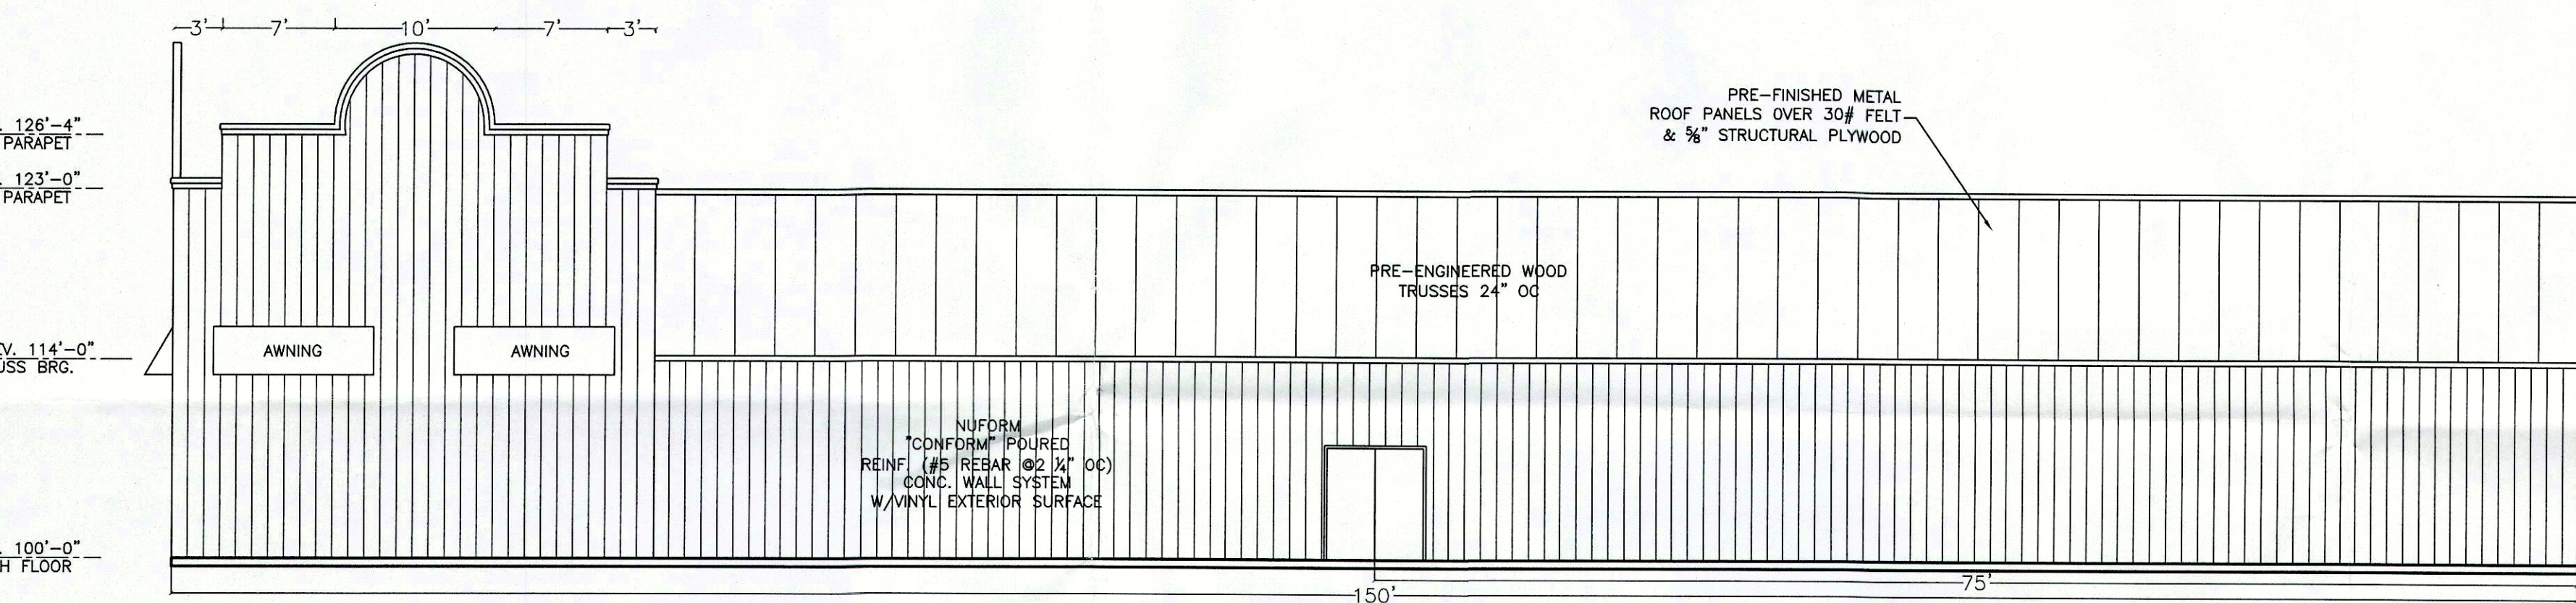 3' 7' 10' 7' 3'
126'-4"
PARAPET
123'-0"
PARAPET
PRE-FINISHED METAL
ROOF PANELS OVER 30# FELT
& 5/8" STRUCTURAL PLYWOOD
PRE-ENGINEERED WOOD
TRUSSES 24" OC
AWNING AWNING
114'-0"
BRG.
NUFORM
"CONFORM" POURED
REINF. (#5 REBAR @2 1/4" OC)
CONC. WALL SYSTEM
W/VINYL EXTERIOR SURFACE
100'-0"
FLOOR
75'
150'